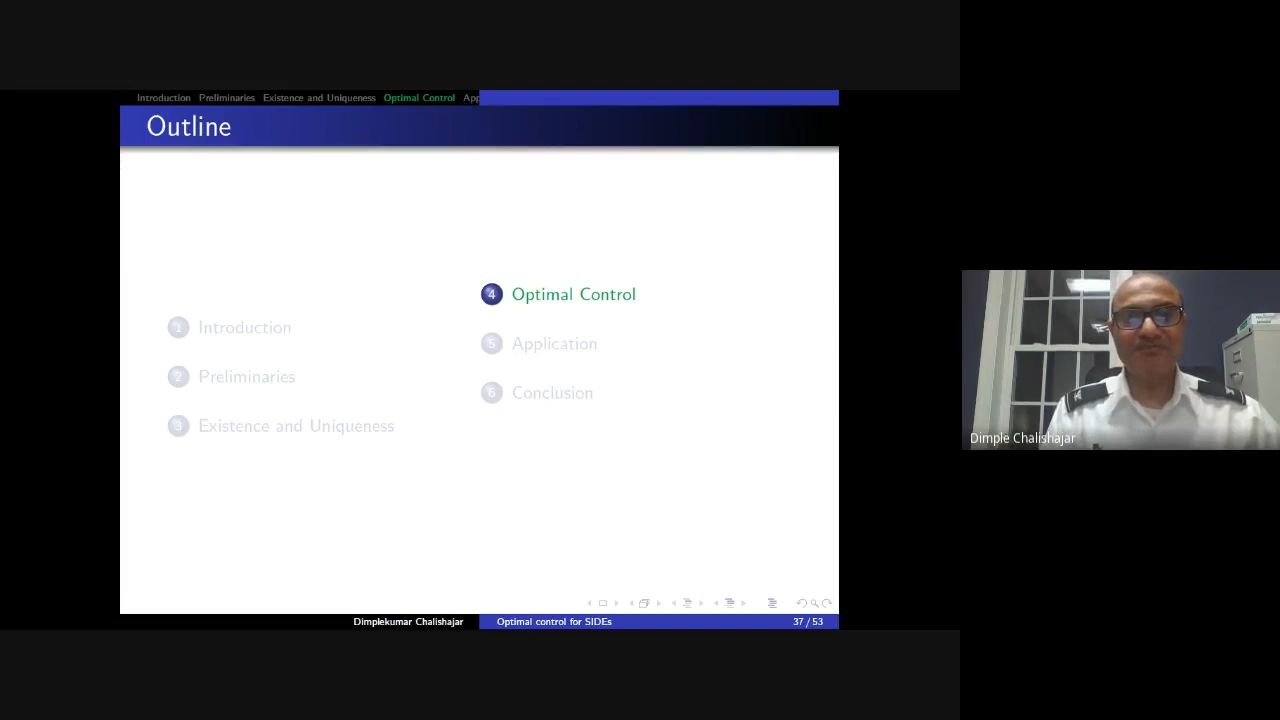 Introduction Preliminaries Existence and Uniqueness Optimal Control App
Outline
1 Introduction
2 Preliminaries
3 Existence and Uniqueness
4 Optimal Control
5 Application
6 Conclusion
Dimplekumar Chalishajar Optimal control for SIDEs 37 / 53
Dimple Chalishajar